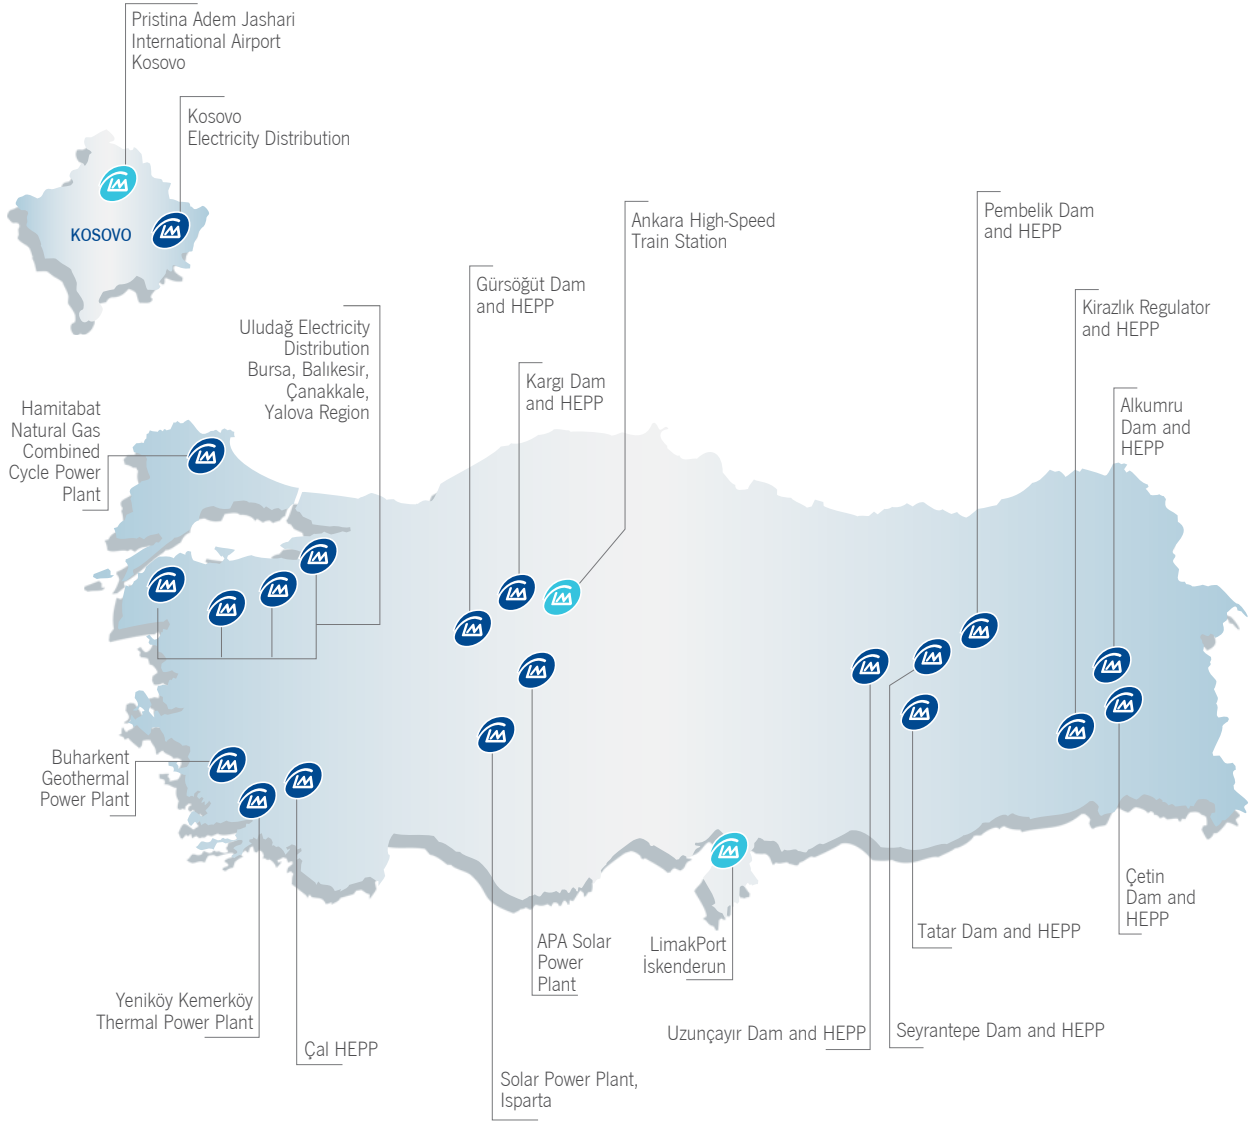 Pristina Adem Jashari
International Airport
Kosovo
Kosovo
Electricity Distribution
KOSOVO
Ankara High-Speed
Train Station
Pembelik Dam
and HEPP
Gürsöğüt Dam
and HEPP
Kirazlık Regulator
and HEPP
Uludağ Electricity
Distribution
Bursa, Balıkesir,
Çanakkale,
Yalova Region
Kargı Dam
and HEPP
Alkumru
Dam and
HEPP
Hamitabat
Natural Gas
Combined
Cycle Power
Plant
Buharkent
Geothermal
Power Plant
Çetin
Dam and
HEPP
Tatar Dam and HEPP
APA Solar
Power
Plant
LimakPort
İskenderun
Yeniköy Kemerköy
Thermal Power Plant
Uzunçayır Dam and HEPP
Seyrantepe Dam and HEPP
Çal HEPP
Solar Power Plant,
Isparta